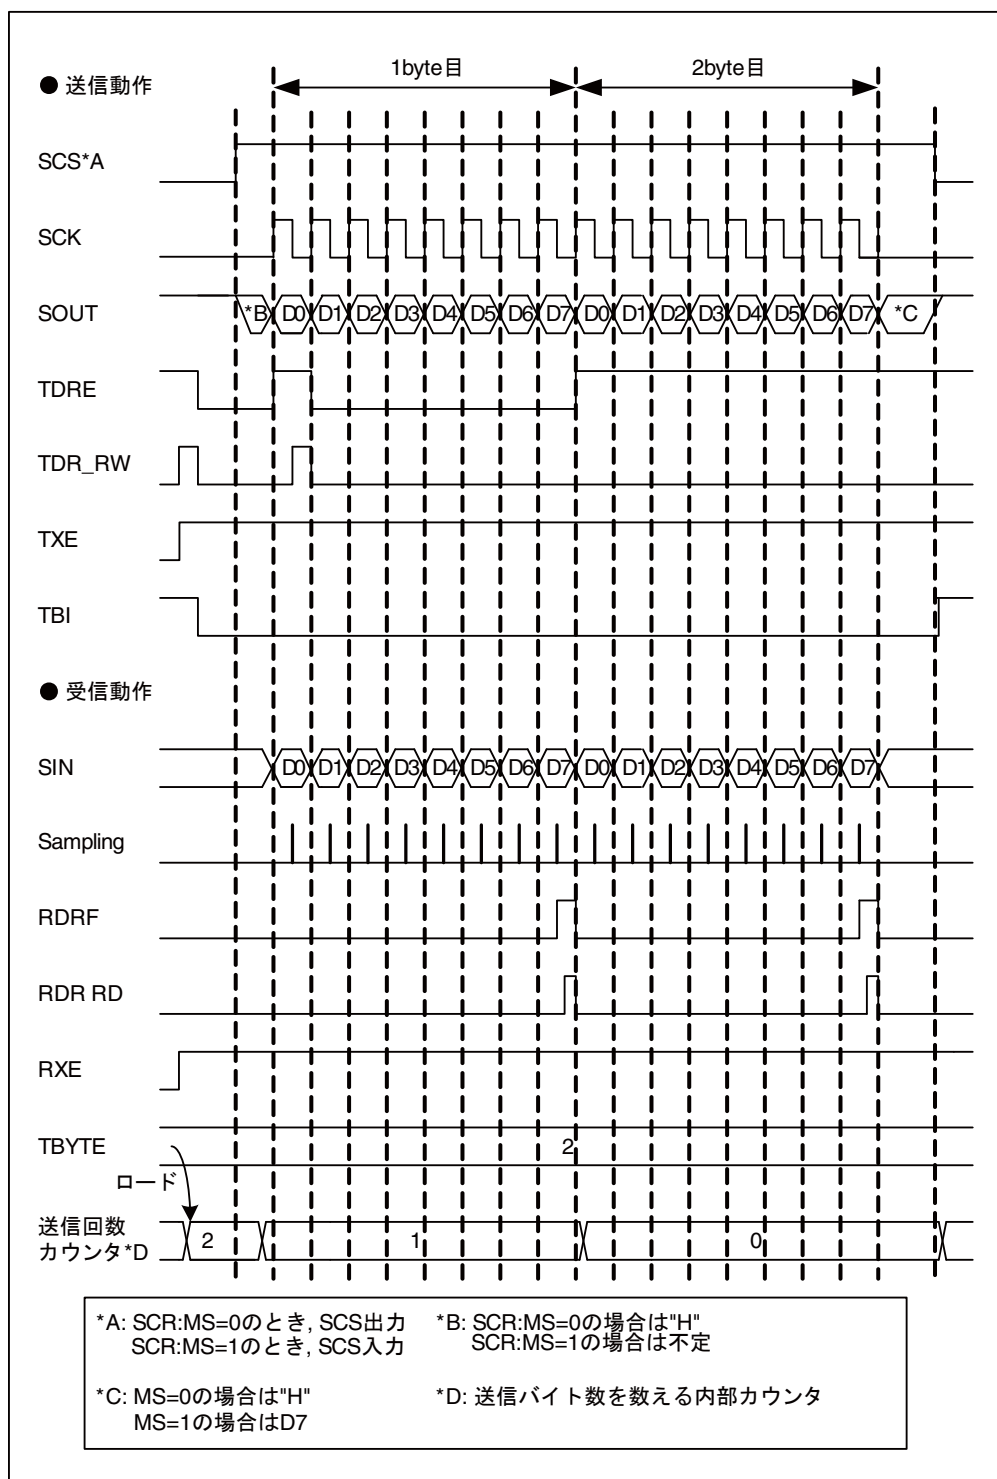 1byte目 2byte目
● 送信動作
SCS*A
SCK
SOUT *B D0 D1 D2 D3 D4 D5 D6 D7 D0 D1 D2 D3 D4 D5 D6 D7 *C
TDRE
TDR_RW
TXE
TBI
● 受信動作
SIN D0 D1 D2 D3 D4 D5 D6 D7 D0 D1 D2 D3 D4 D5 D6 D7
Sampling
RDRF
RDR RD
RXE
TBYTE 2
ロード
送信回数
カウンタ*D 2 1 0
*A: SCR:MS=0のとき, SCS出力
SCR:MS=1のとき, SCS入力
*B: SCR:MS=0の場合は"H"
SCR:MS=1の場合は不定
*C: MS=0の場合は"H"
MS=1の場合はD7
*D: 送信バイト数を数える内部カウンタ